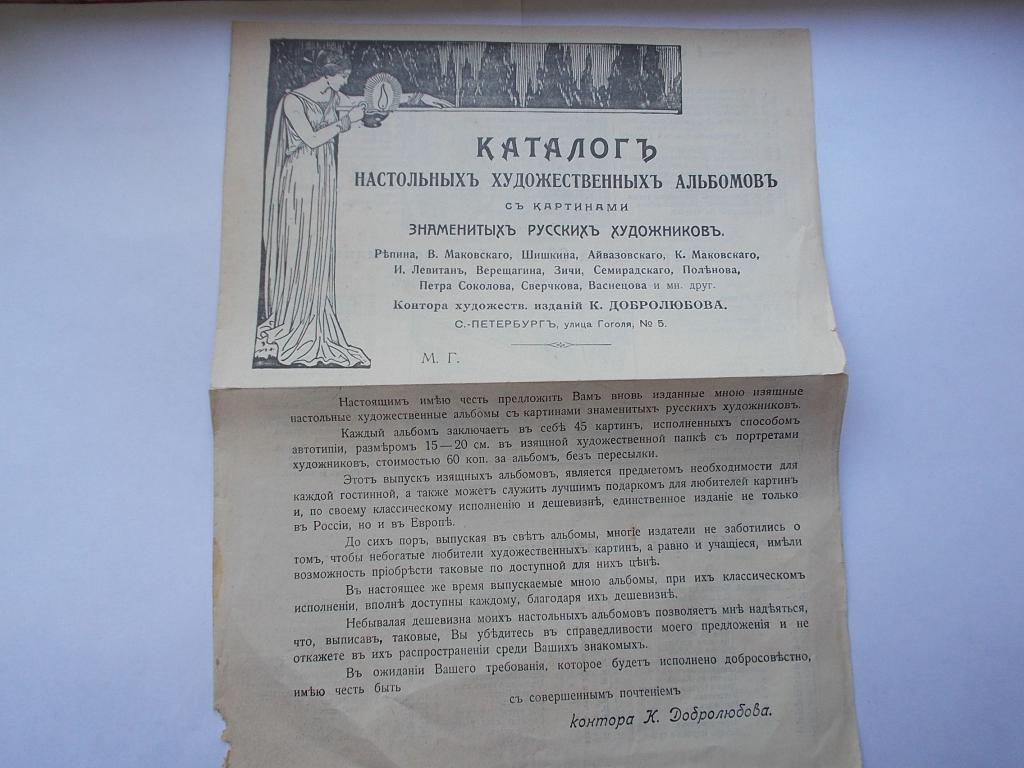 КАТАЛОГЪ
НАСТОЛЬНЫХЪ ХУДОЖЕСТВЕННЫХЪ АЛЬБОМОВЪ
СЪ КАРТИНАМИ
ЗНАМЕНИТЫХЪ РУССКИХЪ ХУДОЖНИКОВЪ.
Рѣпина, В. Маковскаго, Шишкина, Айвазовскаго, К. Маковскаго,
И. Левитанъ, Верещагина, Зичи, Семирадскаго, Полѣнова,
Петра Соколова, Сверчкова, Васнецова и мн. друг.
Контора художеств. изданій К. ДОБРОЛЮБОВА.
С.-ПЕТЕРБУРГЪ, улица Гоголя, № 5.
М. Г.
Настоящимъ имѣю честь предложить Вамъ вновь изданные мною изящные
настольные художественные альбомы съ картинами знаменитыхъ русскихъ художниковъ.
Каждый альбомъ заключаетъ въ себѣ 45 картинъ, исполненныхъ способомъ
автотипіи, размѣромъ 15—20 см. въ изящной художественной папкѣ съ портретами
художниковъ, стоимостью 60 коп. за альбомъ, безъ пересылки.
Этотъ выпускъ изящныхъ альбомовъ, является предметомъ необходимости для
каждой гостинной, а также можетъ служить лучшимъ подаркомъ для любителей картинъ
и, по своему классическому исполненію и дешевизнѣ, единственное изданіе не только
въ Россіи, но и въ Европѣ.
До сихъ поръ, выпуская въ свѣтъ альбомы, многіе издатели не заботились о
томъ, чтобы небогатые любители художественныхъ картинъ, а равно и учащіеся, имѣли
возможность пріобрѣсти таковые по доступной для нихъ цѣнѣ.
Въ настоящее же время выпускаемые мною альбомы, при ихъ классическомъ
исполненіи, вполнѣ доступны каждому, благодаря ихъ дешевизнѣ.
Небывалая дешевизна моихъ настольныхъ альбомовъ позволяетъ мнѣ надѣяться,
что, выписавъ, таковые, Вы убѣдитесь въ справедливости моего предложенія и не
откажете въ ихъ распространеніи среди Вашихъ знакомыхъ.
Въ ожиданіи Вашего требованія, которое будетъ исполнено добросовѣстно,
имѣю честь быть
съ совершеннымъ почтеніемъ
контора К. Добролюбова.